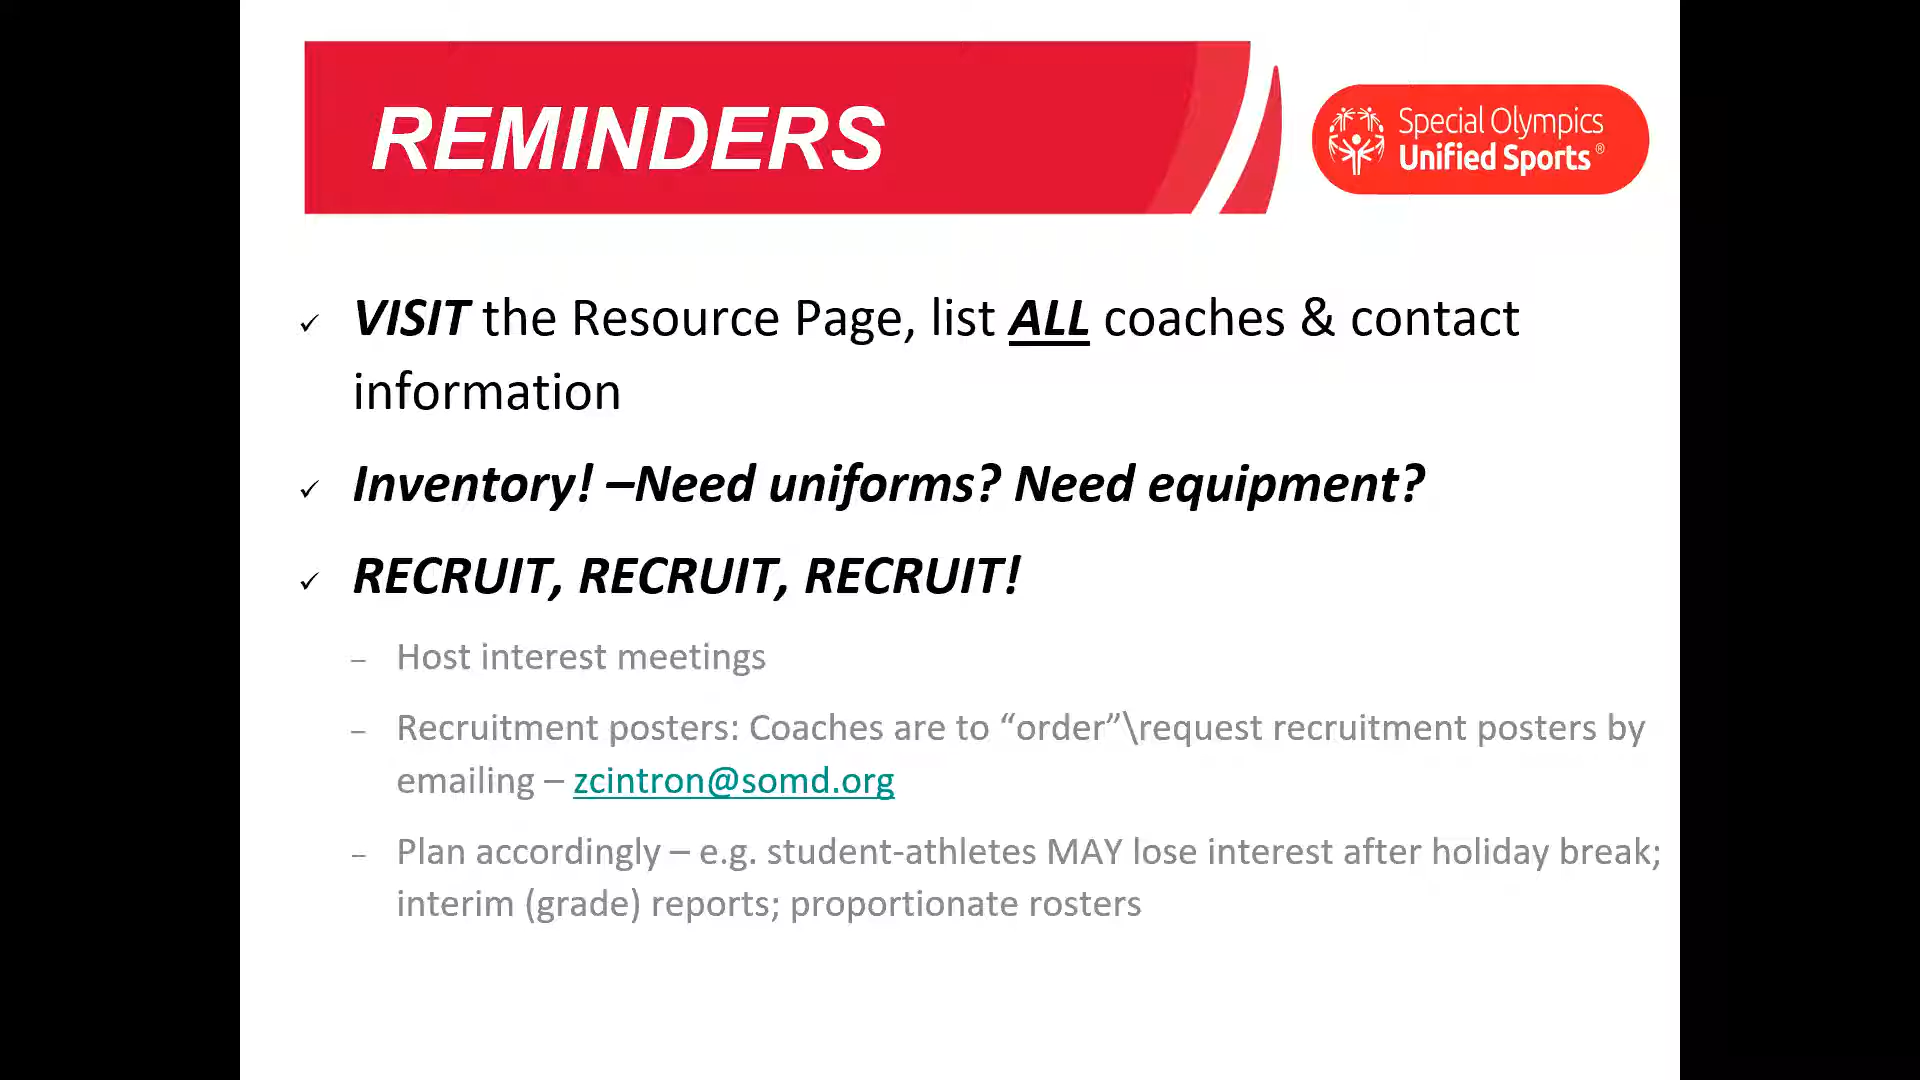 REMINDERS
Special Olympics
Unified Sports®
✓ VISIT the Resource Page, list ALL coaches & contact
information
✓ Inventory! –Need uniforms? Need equipment?
✓ RECRUIT, RECRUIT, RECRUIT!
– Host interest meetings
– Recruitment posters: Coaches are to “order”\request recruitment posters by
emailing – zcintron@somd.org
– Plan accordingly – e.g. student-athletes MAY lose interest after holiday break;
interim (grade) reports; proportionate rosters